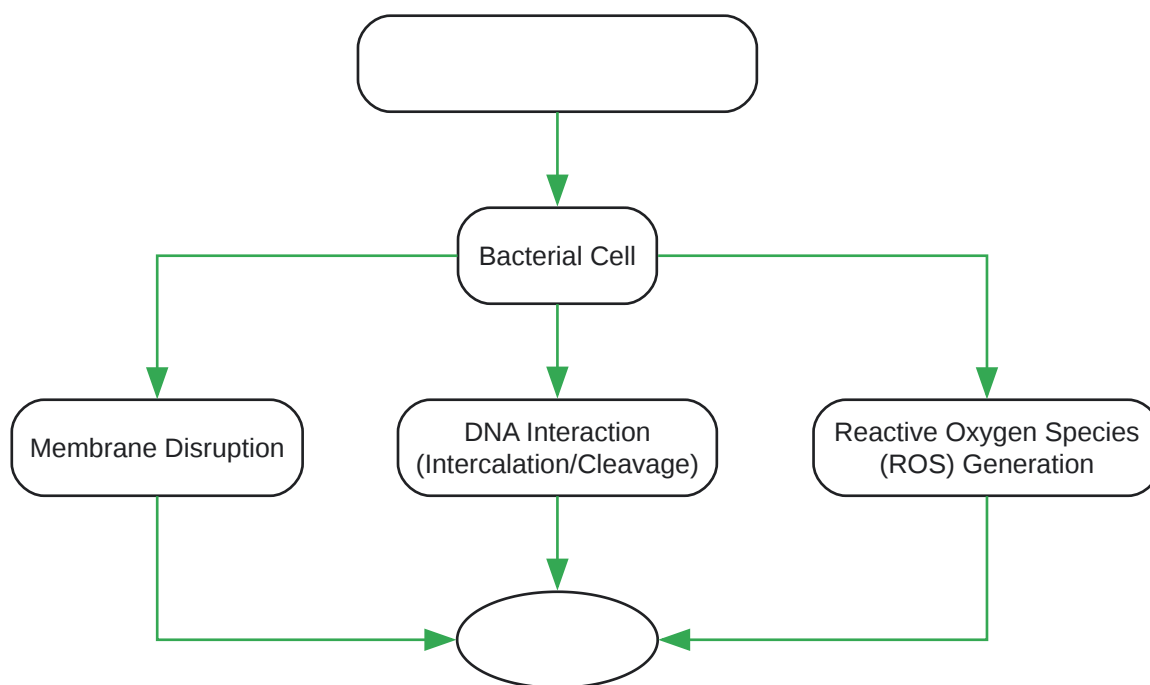 Bacterial Cell
Membrane Disruption
DNA Interaction
(Intercalation/Cleavage)
Reactive Oxygen Species
(ROS) Generation